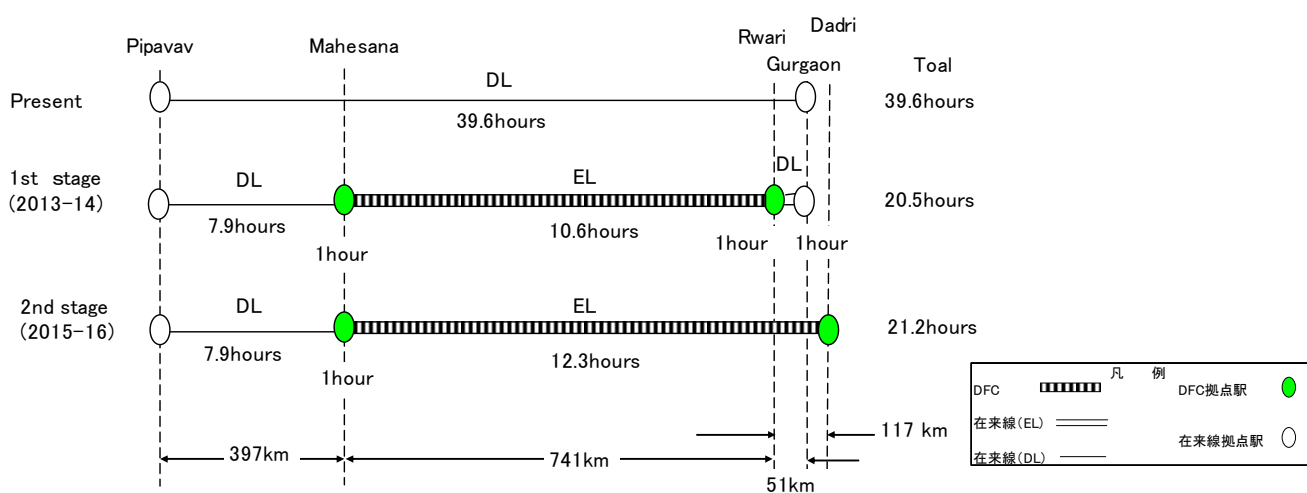 Dadri
Pipavav Mahesana Rwari
Gurgaon Toal
DL
Present 39.6hours
39.6hours
1st stage
(2013-14)
DL EL DL
20.5hours
7.9hours 10.6hours
1hour 1hour 1hour
2nd stage
(2015-16)
DL EL
21.2hours
7.9hours 12.3hours
1hour
凡 例
DFC DFC拠点駅
在来線(EL)
在来線拠点駅
在来線(DL)
117 km
397km 741km
51km